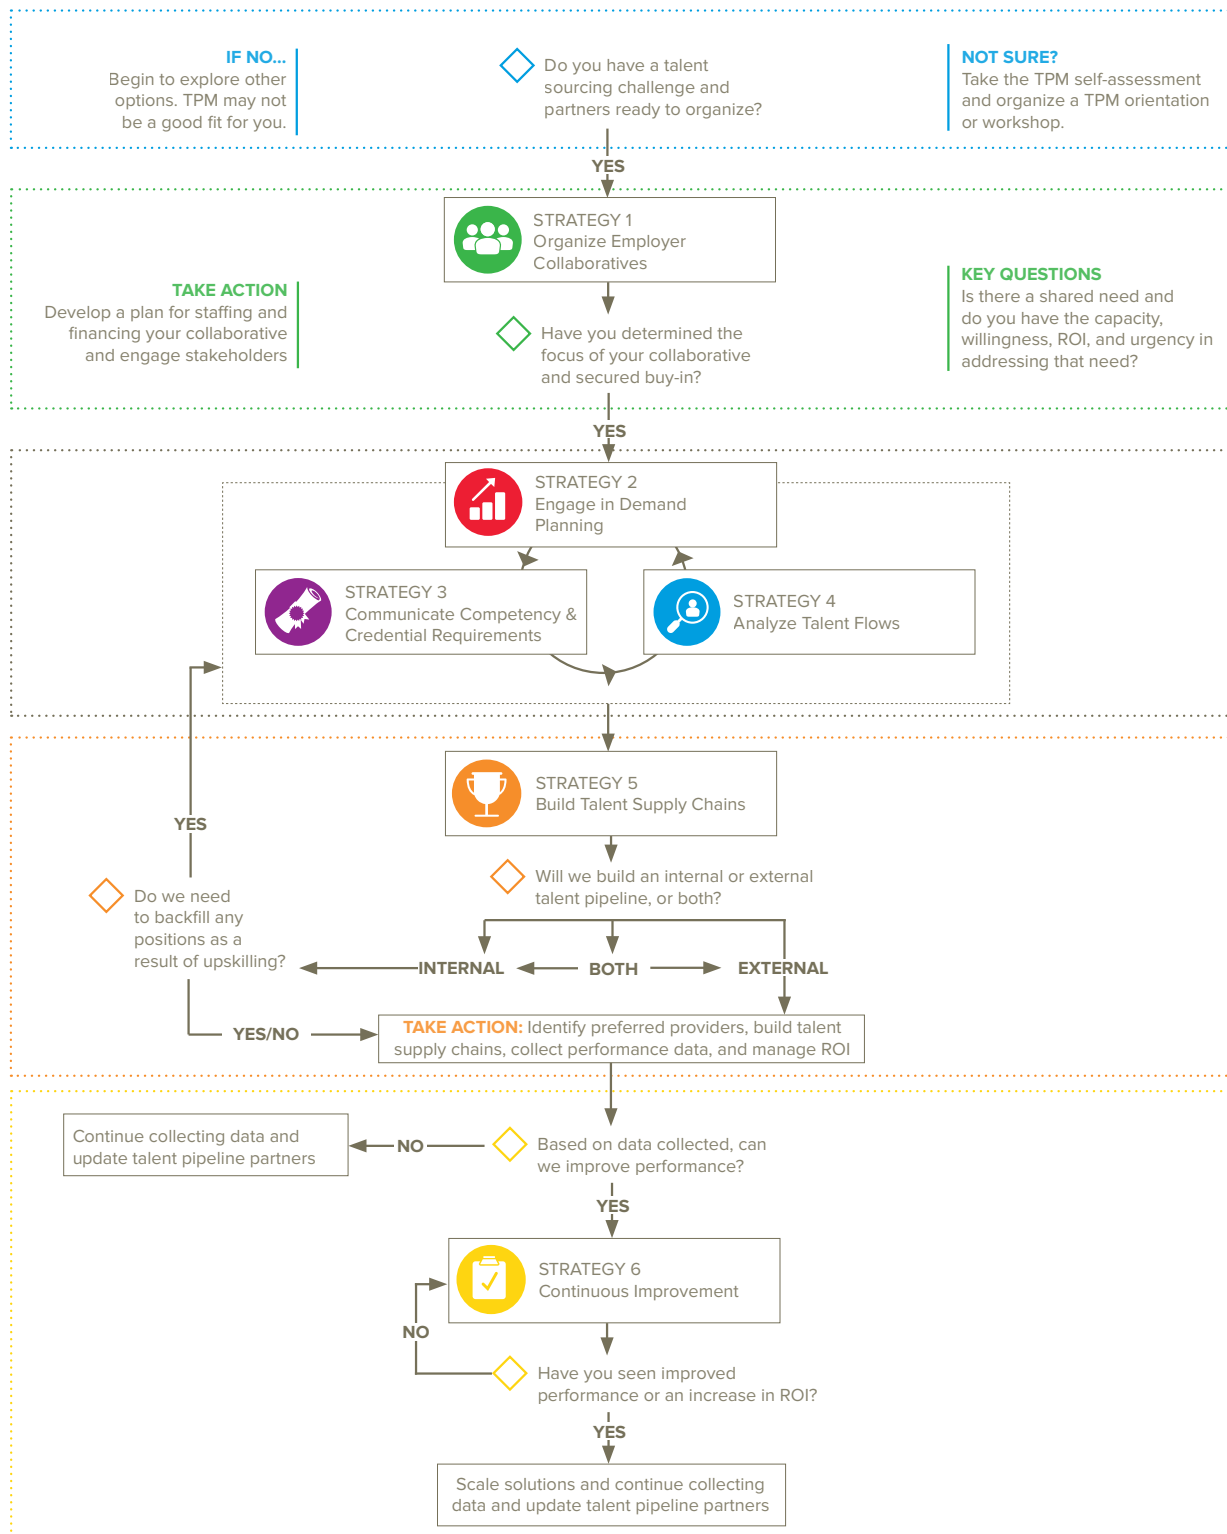 IF NO...
Begin to explore other
options. TPM may not
be a good fit for you.
Do you have a talent
sourcing challenge and
partners ready to organize?
NOT SURE?
Take the TPM self-assessment
and organize a TPM orientation
or workshop.
YES
STRATEGY 1
Organize Employer
Collaboratives
TAKE ACTION
Develop a plan for staffing and
financing your collaborative
and engage stakeholders
Have you determined the
focus of your collaborative
and secured buy-in?
KEY QUESTIONS
Is there a shared need and
do you have the capacity,
willingness, ROI, and urgency in
addressing that need?
YES
STRATEGY 2
Engage in Demand
Planning
STRATEGY 3
Communicate Competency &
Credential Requirements
STRATEGY 4
Analyze Talent Flows
STRATEGY 5
Build Talent Supply Chains
YES
Will we build an internal or external
talent pipeline, or both?
Do we need
to backfill any
positions as a
result of upskilling?
INTERNAL
BOTH
EXTERNAL
YES/NO
TAKE ACTION: Identify preferred providers, build talent
supply chains, collect performance data, and manage ROI
Continue collecting data and
update talent pipeline partners
NO
Based on data collected, can
we improve performance?
YES
STRATEGY 6
Continuous Improvement
NO
Have you seen improved
performance or an increase in ROI?
YES
Scale solutions and continue collecting
data and update talent pipeline partners